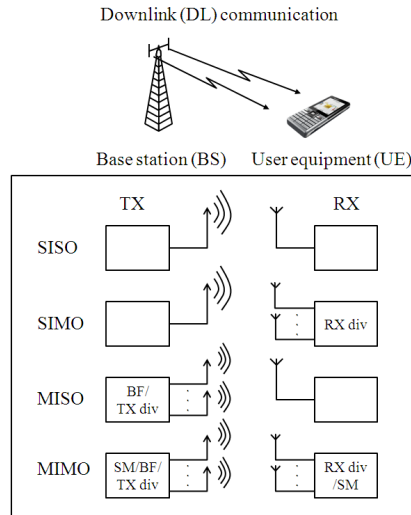 Downlink (DL) communication
Base station (BS) User equipment (UE)
TX RX
SISO
SIMO RX div
MISO BF/
TX div
MIMO SM/BF/
TX div
RX div
/SM